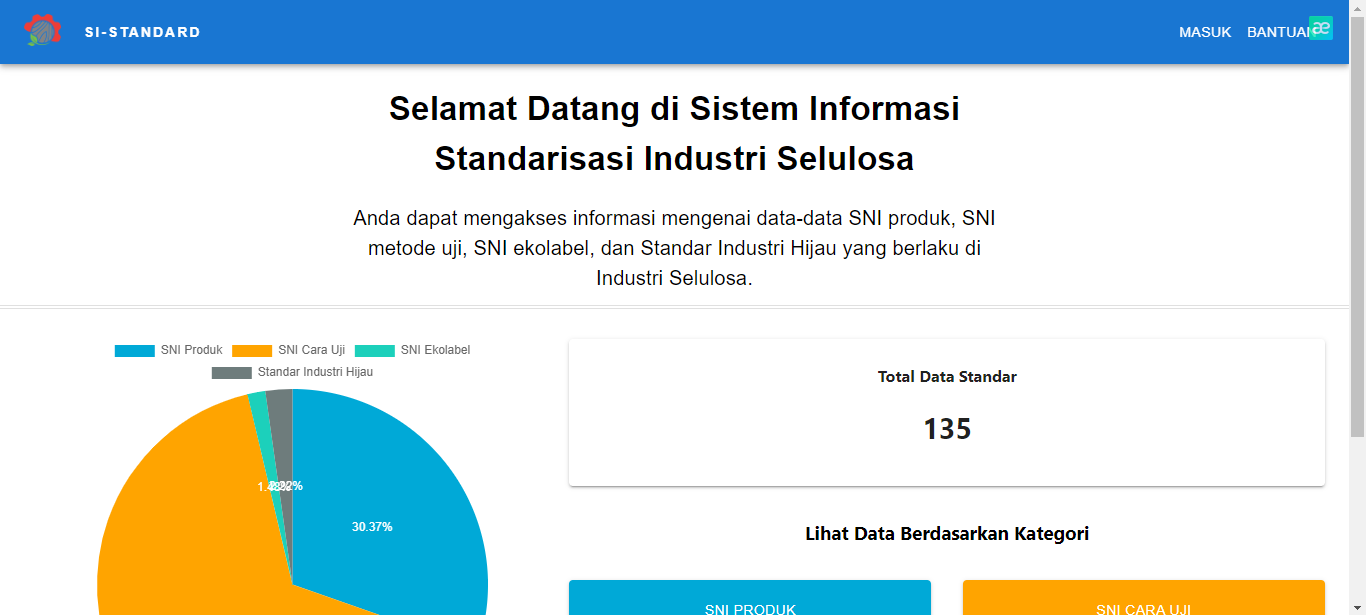 SI-STANDARD
MASUK BANTUAN
Selamat Datang di Sistem Informasi
Standarisasi Industri Selulosa
Anda dapat mengakses informasi mengenai data-data SNI produk, SNI
metode uji, SNI ekolabel, dan Standar Industri Hijau yang berlaku di
Industri Selulosa.
SNI Produk SNI Cara Uji SNI Ekolabel
Standar Industri Hijau
30.37%
Total Data Standar
135
Lihat Data Berdasarkan Kategori
SNI PRODUK
SNI CARA UJI